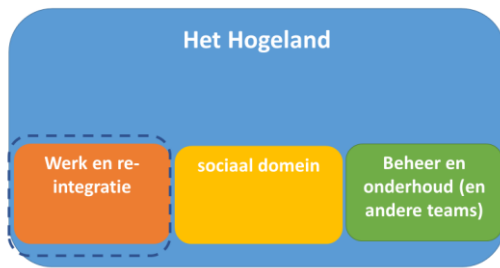 Het Hogeland
Werk en re-
integratie
sociaal domein
Beheer en
onderhoud (en
andere teams)